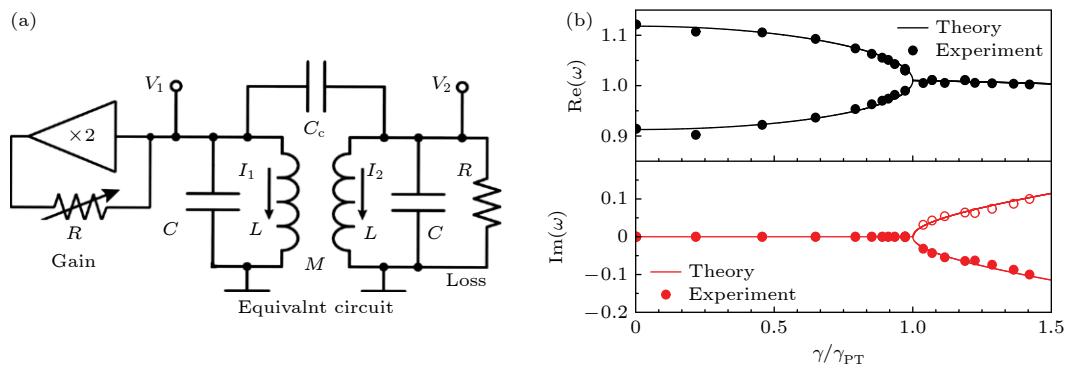 (a)
V1
V2
×2
Cc
R
Gain
C
I1
L
M
I2
L
C
R
Loss
Equivalnt circuit
(b)
Re(ω)
1.1
1.0
0.9
Theory
Experiment
Im(ω)
0.1
0
−0.1
−0.2
Theory
Experiment
0 0.5 1.0 1.5
γ/γPT